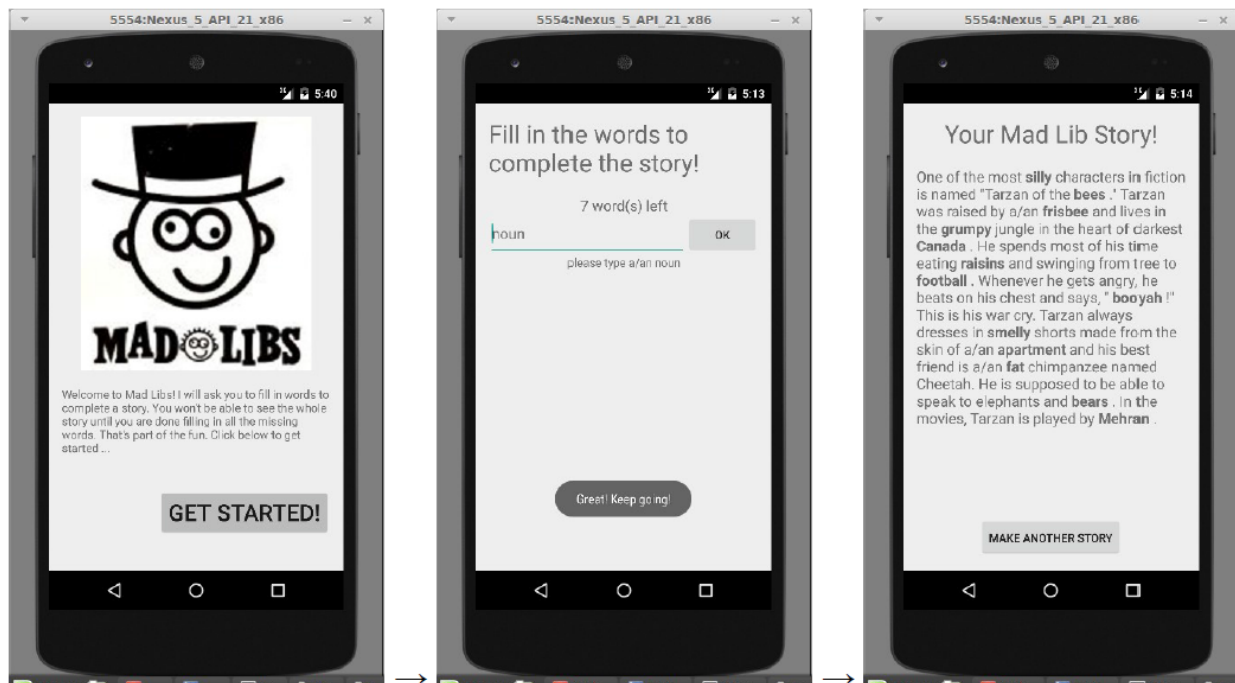 5554:Nexus_5_API_21_x86
5:40
MAD LIBS
Welcome to Mad Libs! I will ask you to fill in words to
complete a story. You won't be able to see the whole
story until you are done filling in all the missing
words. That's part of the fun. Click below to get
started ...
GET STARTED!
→
5554:Nexus_5_API_21_x86
5:13
Fill in the words to
complete the story!
7 word(s) left
noun
OK
please type a/an noun
Great! Keep going!
→
5554:Nexus_5_API_21_x86
5:14
Your Mad Lib Story!
One of the most silly characters in fiction
is named "Tarzan of the bees ." Tarzan
was raised by a/an frisbee and lives in
the grumpy jungle in the heart of darkest
Canada . He spends most of his time
eating raisins and swinging from tree to
football . Whenever he gets angry, he
beats on his chest and says, " booyah !"
This is his war cry. Tarzan always
dresses in smelly shorts made from the
skin of a/an apartment and his best
friend is a/an fat chimpanzee named
Cheetah. He is supposed to be able to
speak to elephants and bears . In the
movies, Tarzan is played by Mehran .
MAKE ANOTHER STORY